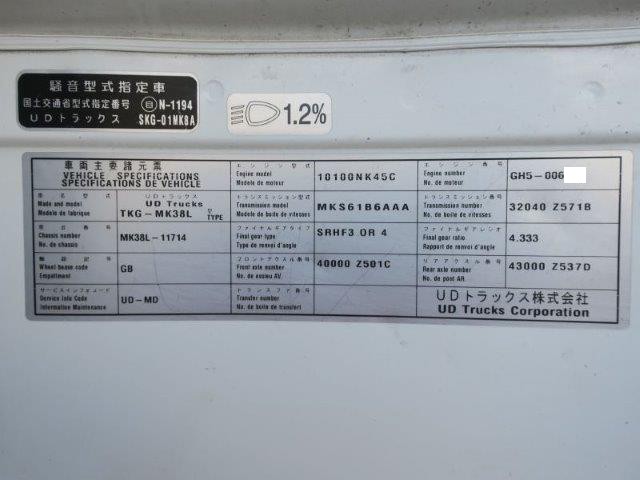 騒音型式指定車
国土交通省型式指定番号 自 N-1194
UDトラックス SKG-01MK8A
1.2%
車両主要諸元素
VEHICLE SPECIFICATIONS
SPECIFICATIONS DE VEHICLE
車名型式
Made and model
Modele de fabrique
UDトラックス
UD Trucks
TKG-MK38L
TYPE
車台番号
Chassis number
No. de chassis
MK38L-11714
Wheel besee code
Empattement
GB
サービスインフォコード
Service Info Code
Information Maintenance
UD-MD
エンジン型式
Engine model
Modele de moteur
10100NK45C
トランスミッション型式
Transmission model
Modele de boite de vitesses
MKS61B6AAA
ファイナルギアタイプ
Final gear type
Type de renvoi d'angle
SRHF3 OR 4
フロントアクスル番号
Front axle number
No. de essieu AV.
40000 Z501C
トランスファ番号
Transfer number
No. de boite de transfert
エンジン番号
Engine number
No. de moteur
GH5-006
トランスミッション番号
Transmission number
No. de boite de vitesses
32040 Z571B
ファイナルギアレシオ
Final gear ratio
Rapport de renvoi d'angle
4.333
リアアクスル番号
Rear axle number
No. de pont AR.
43000 Z537D
UDトラックス株式会社
UD Trucks Corporation